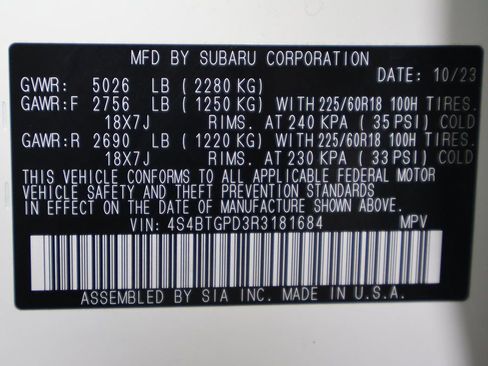 MFD BY SUBARU CORPORATION
DATE: 10/23
GVWR: 5026 LB (2280 KG)
GAWR:F 2756 LB (1250 KG) WITH 225/60R18 100H TIRES.
18X7J RIMS. AT 240 KPA (35 PSI) COLD
GAWR:R 2690 LB (1220 KG) WITH 225/60R18 100H TIRES.
18X7J RIMS. AT 230 KPA (33 PSI) COLD
THIS VEHICLE CONFORMS TO ALL APPLICABLE FEDERAL MOTOR
VEHICLE SAFETY AND THEFT PREVENTION STANDARDS
IN EFFECT ON THE DATE OF MANUFACTURE SHOWN ABOVE.
VIN: 4S4BTGPD3R3181684 MPV
ASSEMBLED BY SIA INC. MADE IN U.S.A.